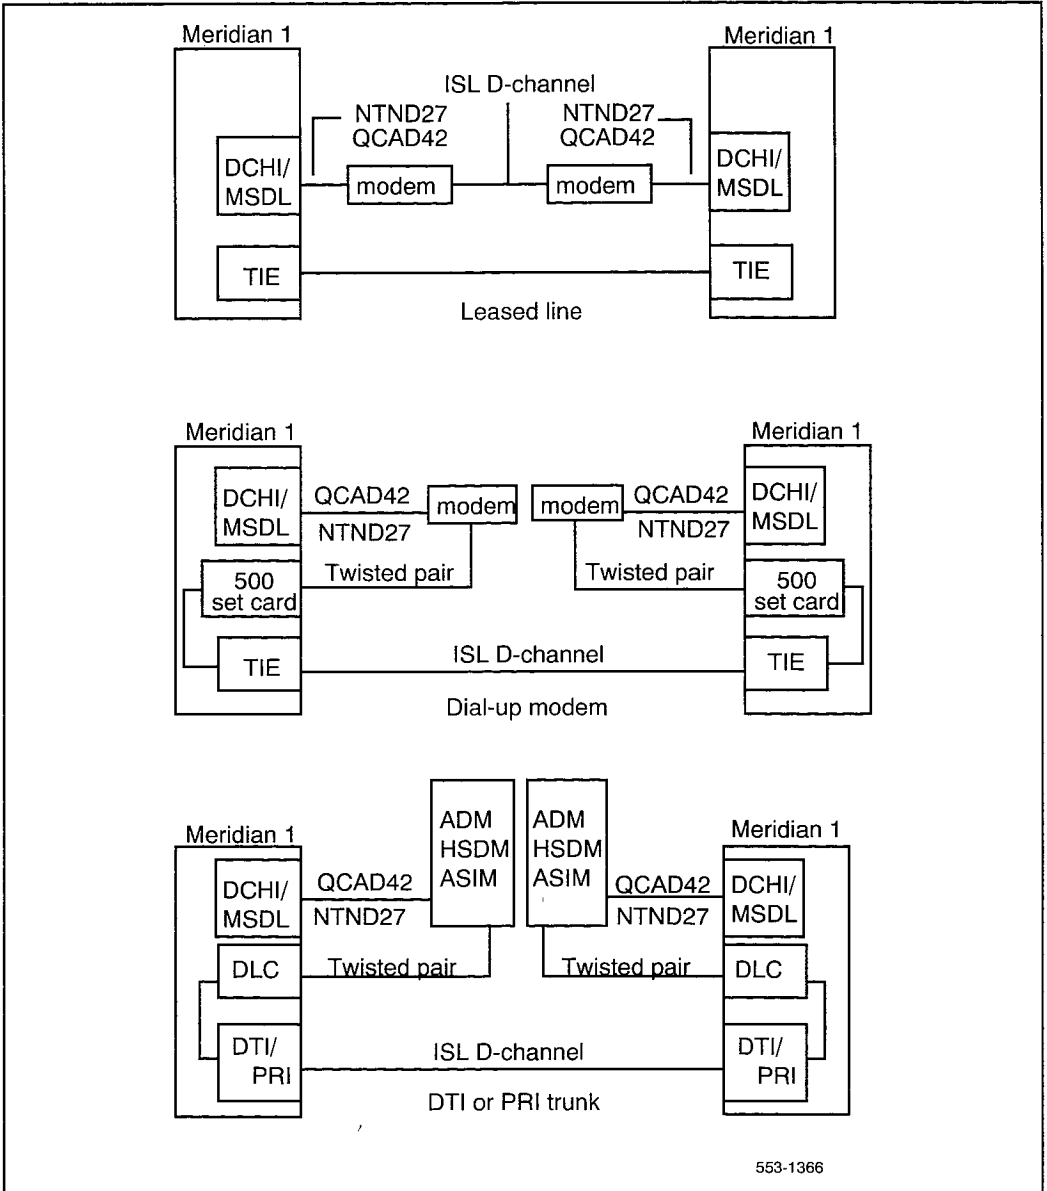 Meridian 1
Meridian 1
ISL D-channel
NTND27
QCAD42
NTND27
QCAD42
DCHI/
MSDL
modem
modem
DCHI/
MSDL
TIE
TIE
Leased line
Meridian 1
Meridian 1
DCHI/
MSDL
QCAD42
NTND27
modem
modem
QCAD42
NTND27
DCHI/
MSDL
500
set card
Twisted pair
Twisted pair
500
set card
TIE
ISL D-channel
TIE
Dial-up modem
ADM
HSDM
ASIM
ADM
HSDM
ASIM
Meridian 1
Meridian 1
DCHI/
MSDL
QCAD42
NTND27
QCAD42
NTND27
DCHI/
MSDL
DLC
Twisted pair
Twisted pair
DLC
DTI/
PRI
ISL D-channel
DTI/
PRI
DTI or PRI trunk
553-1366